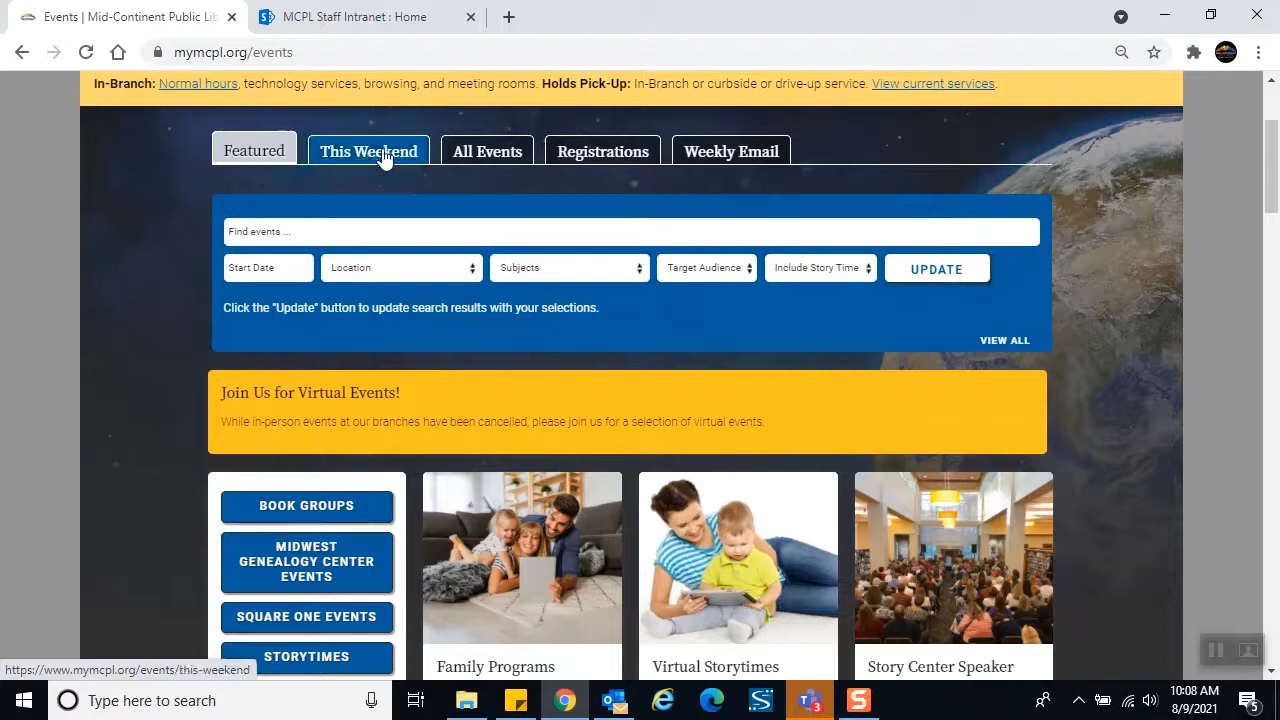 Events | Mid-Continent Public Lib
MCPL Staff Intranet : Home
mymcpl.org/events
In-Branch: Normal hours, technology services, browsing, and meeting rooms. Holds Pick-Up: In-Branch or curbside or drive-up service. View current services.
Featured
This Weekend
All Events
Registrations
Weekly Email
Find events ...
Start Date
Location
Subjects
Target Audience
Include Story Time
UPDATE
Click the "Update" button to update search results with your selections.
VIEW ALL
Join Us for Virtual Events!
While in-person events at our branches have been cancelled, please join us for a selection of virtual events.
BOOK GROUPS
MIDWEST
GENEALOGY CENTER
EVENTS
SQUARE ONE EVENTS
STORYTIMES
Family Programs
Virtual Storytimes
Story Center Speaker
https://www.mymcpl.org/events/this-weekend
Type here to search
3
10:08 AM
8/9/2021
5